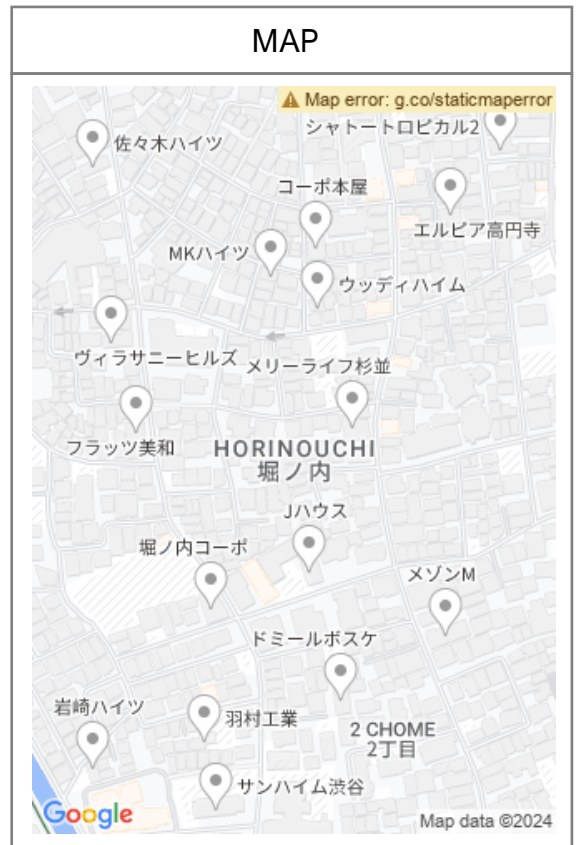 MAP
Map error: g.co/staticmaperror
シャトートロピカル2
佐々木ハイツ
コーポ本屋
エルピア高円寺
MKハイツ
ウッディハイム
ヴィラサニーヒルズ
メリーライフ杉並
フラッツ美和
HORINOUCHI
堀ノ内
Jハウス
堀ノ内コーポ
メゾンM
ドミールボスケ
岩崎ハイツ
羽村工業
2 CHOME
2丁目
サンハイム渋谷
Google
Map data ©2024